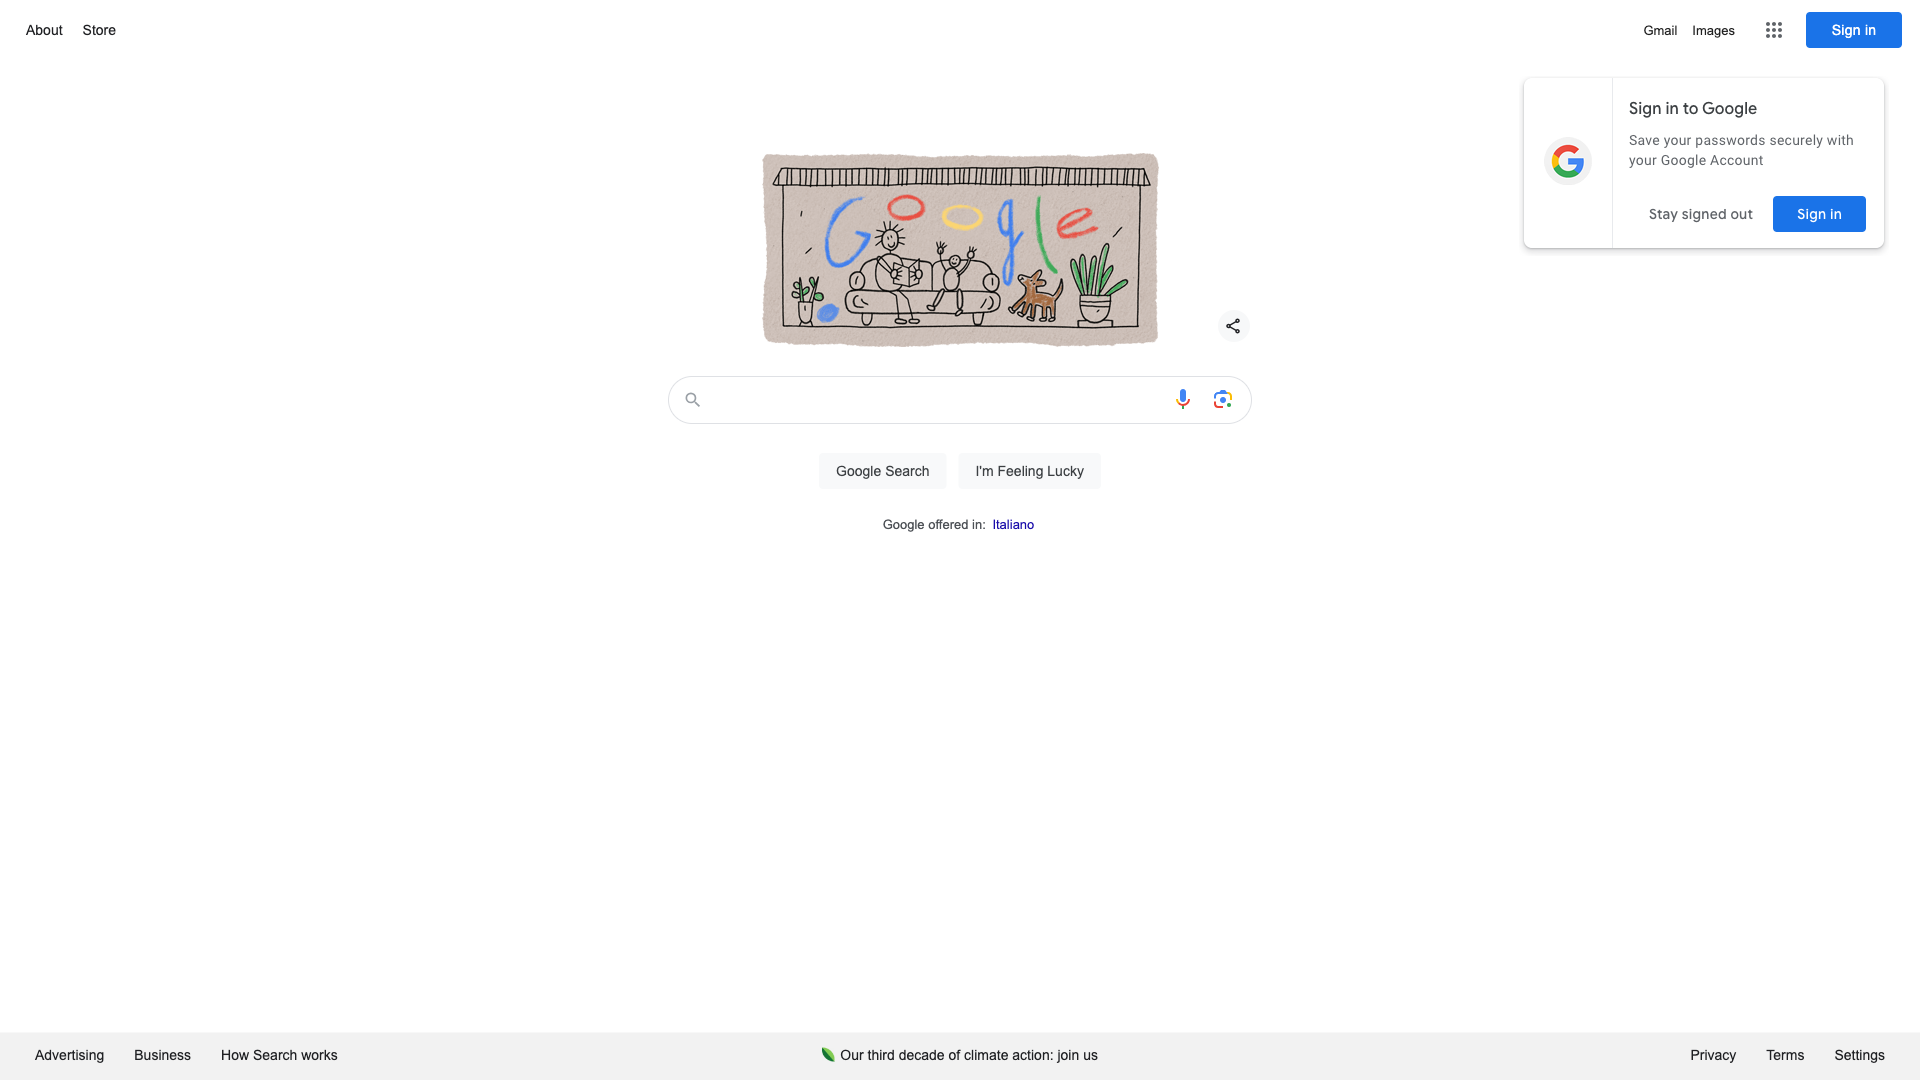 About Store
Gmail Images
Sign in
Sign in to Google
Save your passwords securely with
your Google Account
Stay signed out
Sign in
Google
Google Search
I'm Feeling Lucky
Google offered in: Italiano
Advertising Business How Search works
Our third decade of climate action: join us
Privacy Terms Settings